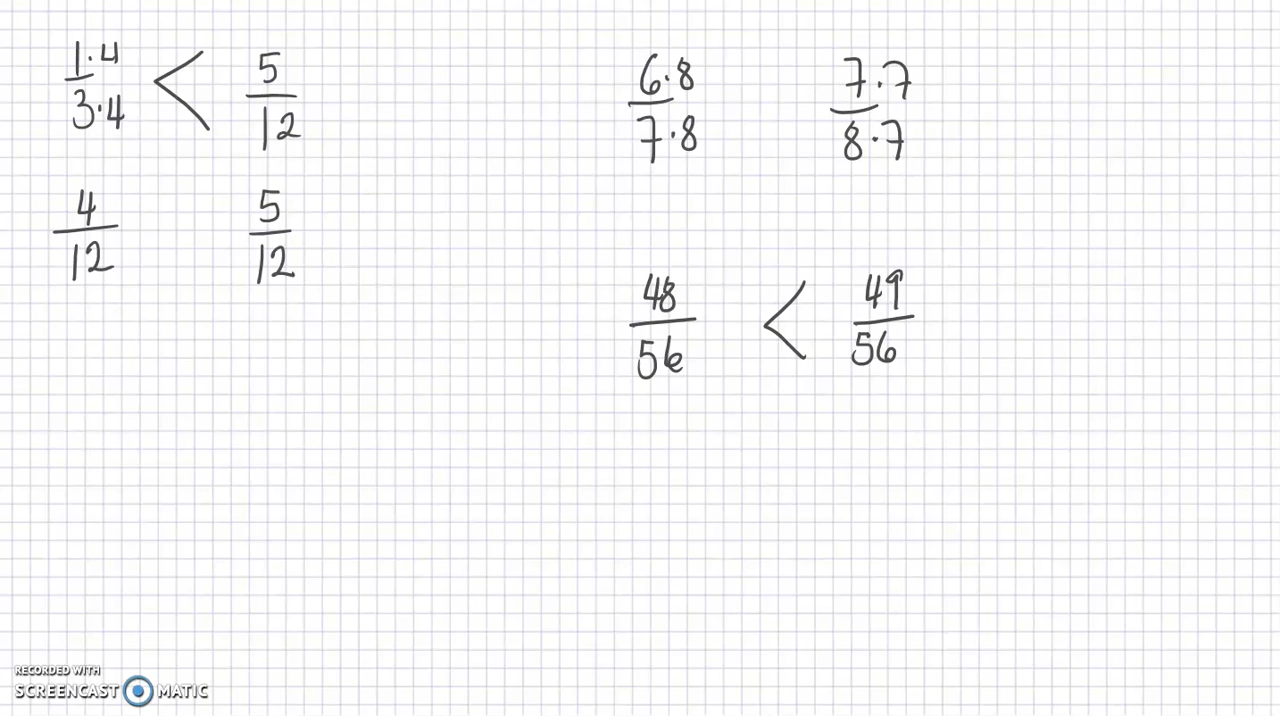 1·4 < 5
3·4 12
4 5
12 12
6·8 7·7
7·8 8·7
48 < 49
56 56
RECORDED WITH
SCREENCAST MATIC